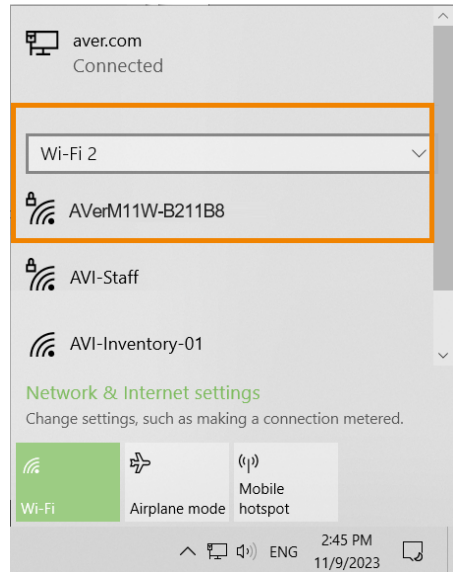 aver.com
Connected
Wi-Fi 2
AVerM11W-B211B8
AVI-Staff
AVI-Inventory-01
Network & Internet settings
Change settings, such as making a connection metered.
Wi-Fi
Airplane mode
Mobile
hotspot
ENG
2:45 PM
11/9/2023